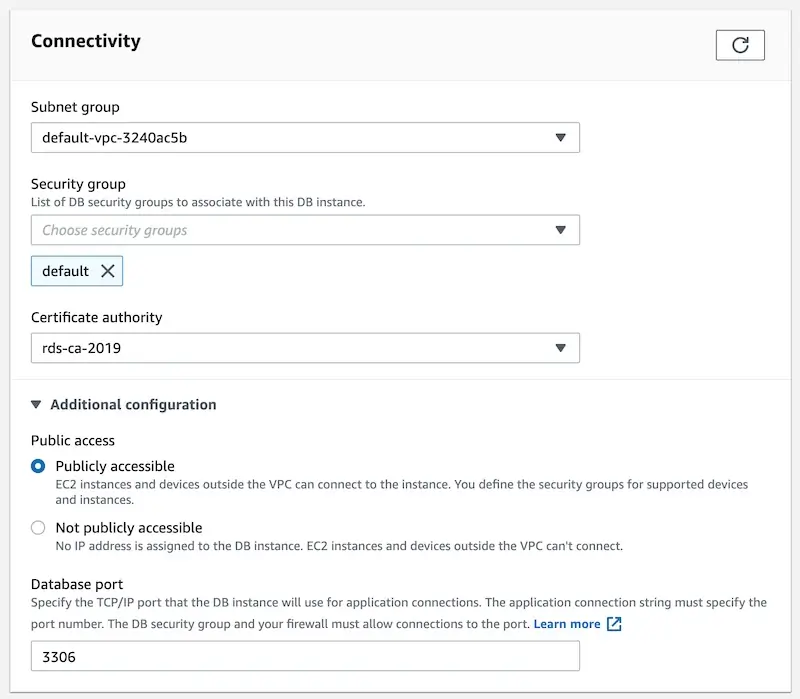 Connectivity
Subnet group
default-vpc-3240ac5b
Security group
List of DB security groups to associate with this DB instance.
Choose security groups
default
Certificate authority
rds-ca-2019
Additional configuration
Public access
Publicly accessible
EC2 instances and devices outside the VPC can connect to the instance. You define the security groups for supported devices
and instances.
Not publicly accessible
No IP address is assigned to the DB instance. EC2 instances and devices outside the VPC can't connect.
Database port
Specify the TCP/IP port that the DB instance will use for application connections. The application connection string must specify the
port number. The DB security group and your firewall must allow connections to the port. Learn more
3306